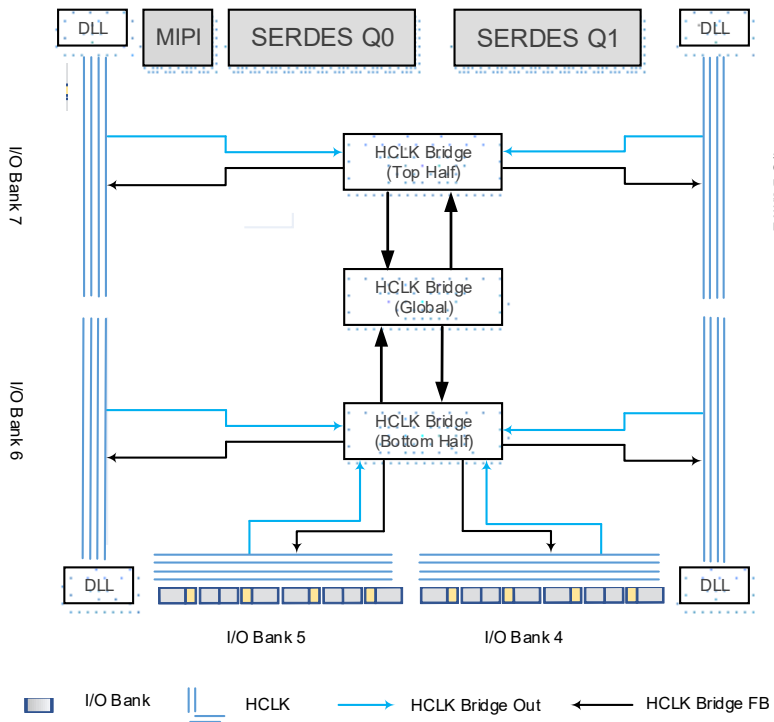 DLL
MIPI
SERDES Q0
SERDES Q1
DLL
I/O Bank 7
HCLK Bridge
(Top Half)
HCLK Bridge
(Global)
I/O Bank 6
HCLK Bridge
(Bottom Half)
DLL
DLL
I/O Bank 5
I/O Bank 4
I/O Bank
HCLK
HCLK Bridge Out
HCLK Bridge FB